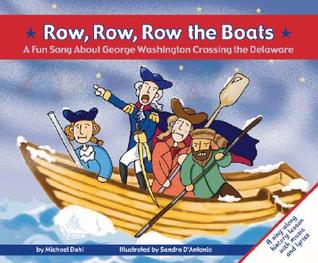 Row, Row, Row the Boats
A Fun Song About George Washington Crossing the Delaware
by Michael Dahl
Illustrated by Sandra D'Antonio
A sing-along
history lesson
with music
and lyrics